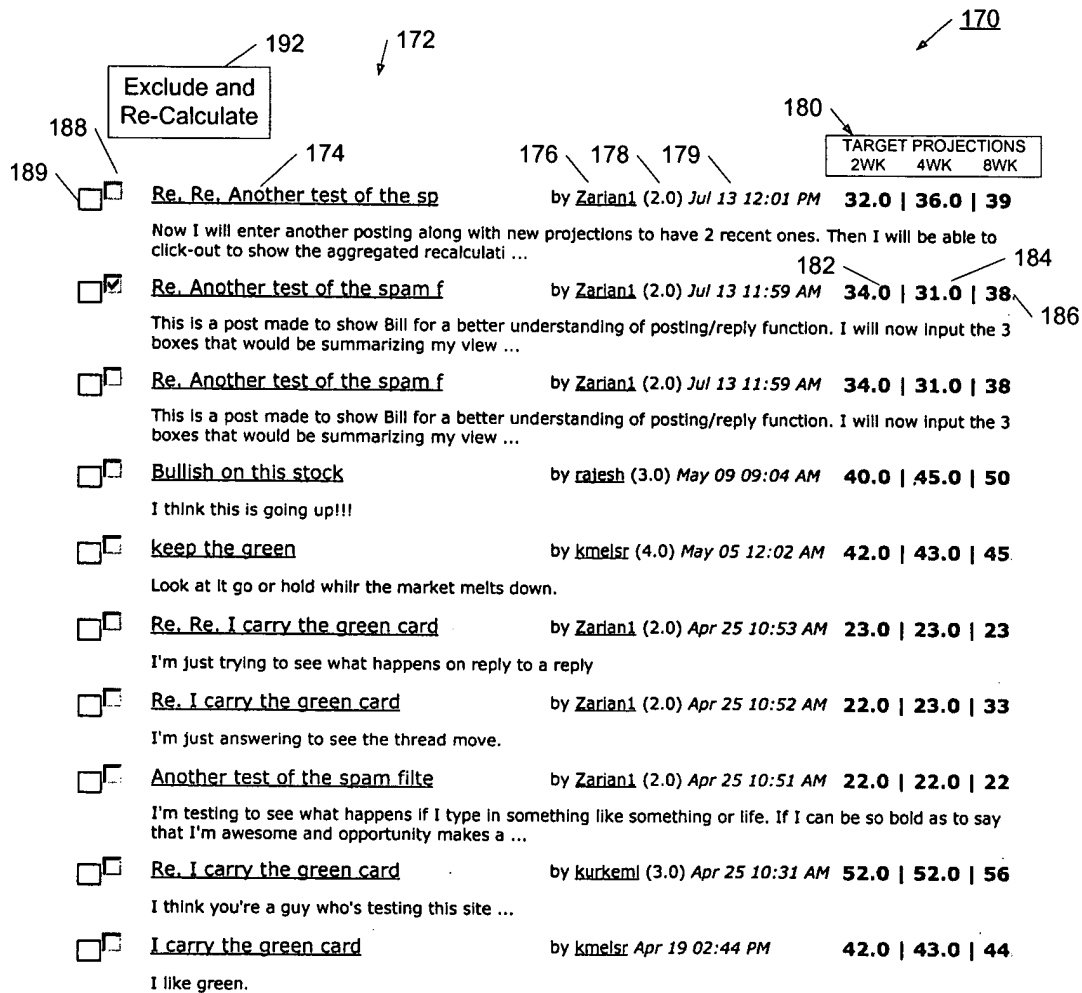 170
192
172
Exclude and
Re-Calculate
188
180
189
174
176
178
179
TARGET PROJECTIONS
2WK 4WK 8WK
Re. Re. Another test of the sp by Zarian1 (2.0) Jul 13 12:01 PM 32.0 | 36.0 | 39
Now I will enter another posting along with new projections to have 2 recent ones. Then I will be able to
click-out to show the aggregated recalculati ...
182
184
Re. Another test of the spam f by Zarian1 (2.0) Jul 13 11:59 AM 34.0 | 31.0 | 38
186
This is a post made to show Bill for a better understanding of posting/reply function. I will now input the 3
boxes that would be summarizing my view ...
Re. Another test of the spam f by Zarian1 (2.0) Jul 13 11:59 AM 34.0 | 31.0 | 38
This is a post made to show Bill for a better understanding of posting/reply function. I will now input the 3
boxes that would be summarizing my view ...
Bullish on this stock by rajesh (3.0) May 09 09:04 AM 40.0 | 45.0 | 50
I think this is going up!!!
keep the green by kmelsr (4.0) May 05 12:02 AM 42.0 | 43.0 | 45
Look at it go or hold whilr the market melts down.
Re. Re. I carry the green card by Zarian1 (2.0) Apr 25 10:53 AM 23.0 | 23.0 | 23
I'm just trying to see what happens on reply to a reply
Re. I carry the green card by Zarian1 (2.0) Apr 25 10:52 AM 22.0 | 23.0 | 33
I'm just answering to see the thread move.
Another test of the spam filte by Zarian1 (2.0) Apr 25 10:51 AM 22.0 | 22.0 | 22
I'm testing to see what happens if I type in something like something or life. If I can be so bold as to say
that I'm awesome and opportunity makes a ...
Re. I carry the green card by kurkeml (3.0) Apr 25 10:31 AM 52.0 | 52.0 | 56
I think you're a guy who's testing this site ...
I carry the green card by kmelsr Apr 19 02:44 PM 42.0 | 43.0 | 44
I like green.